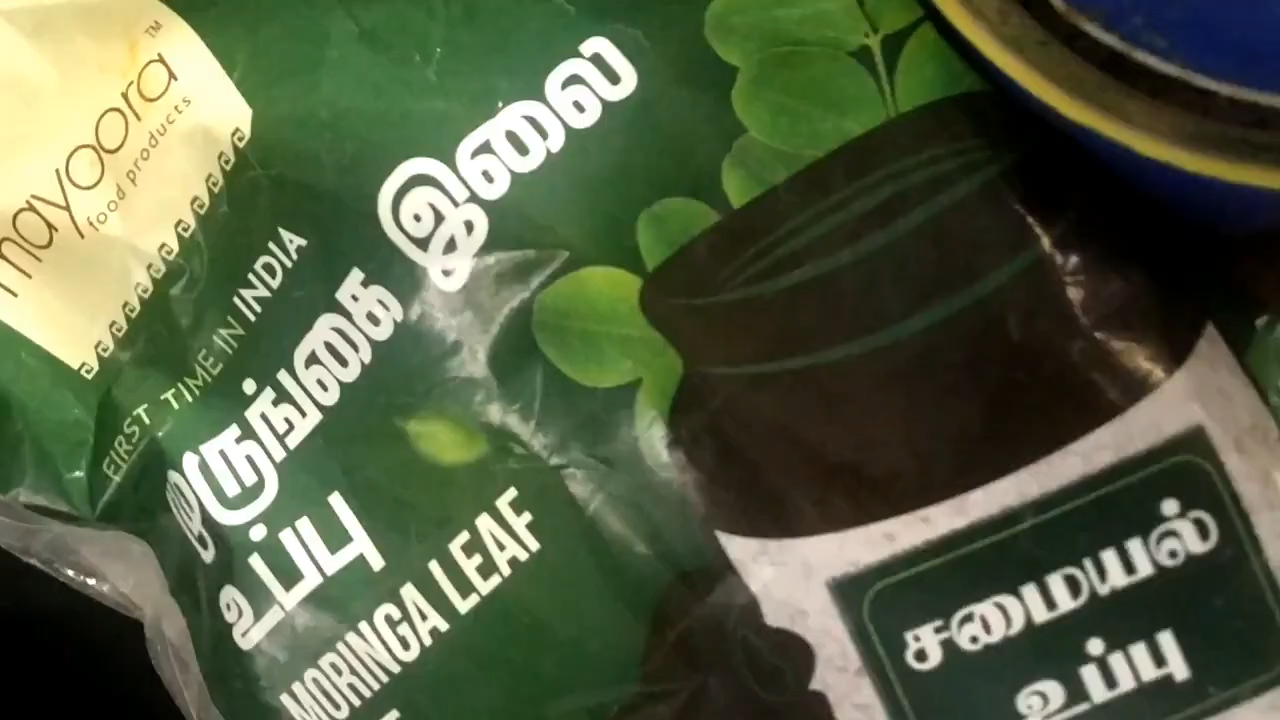 mayoora™
food products
FIRST TIME IN INDIA
முருங்கை இலை
உப்பு
MORINGA LEAF
சமையல்
உப்பு